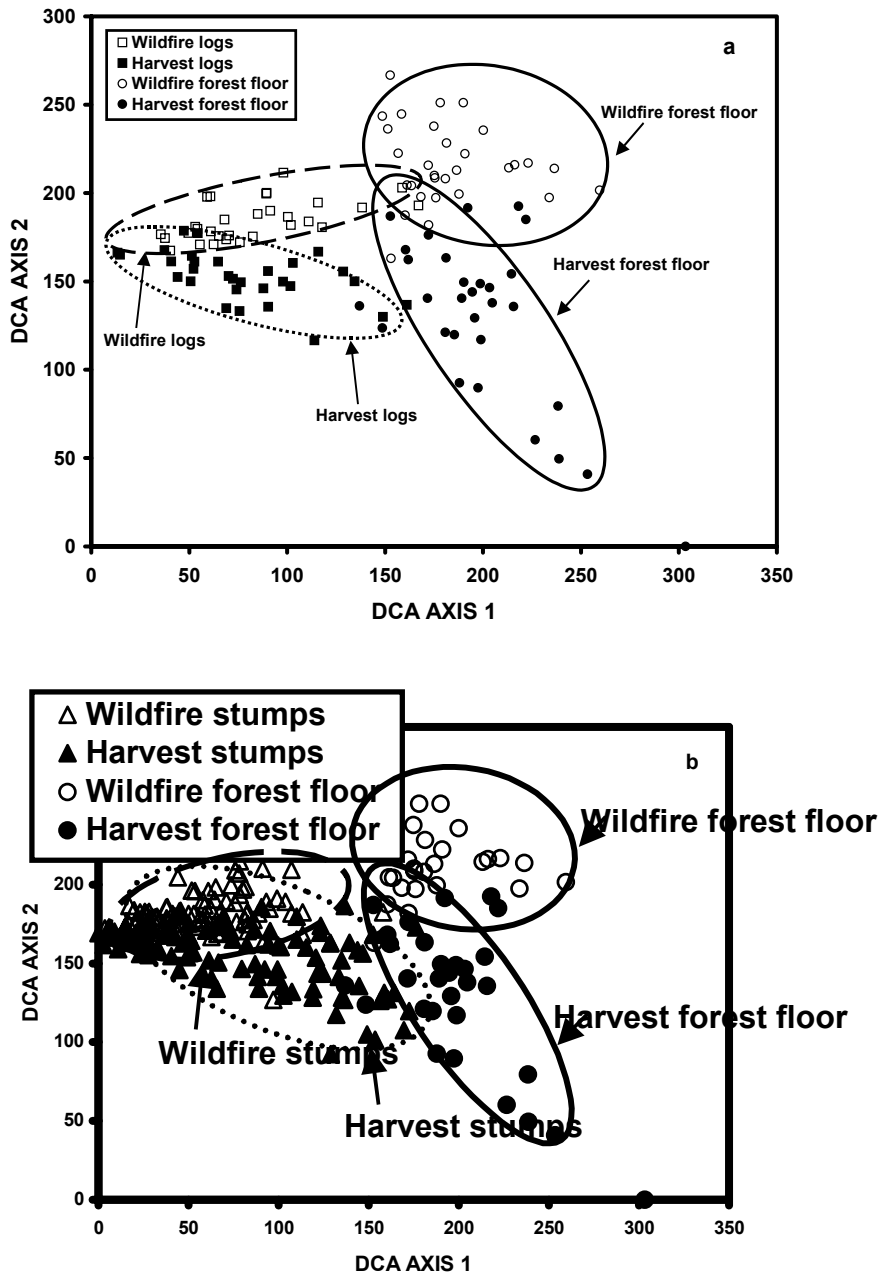 300
a
Wildfire logs
Harvest logs
Wildfire forest floor
Harvest forest floor
250
Wildfire forest floor
200
DCA AXIS 2
Harvest forest floor
150
Wildfire logs
Harvest logs
100
50
0
0 50 100 150 200 250 300 350
DCA AXIS 1
Wildfire stumps
Harvest stumps
Wildfire forest floor
Harvest forest floor
b
Wildfire forest floor
200
DCA AXIS 2
150
Harvest forest floor
Wildfire stumps
100
Harvest stumps
50
0
0 50 100 150 200 250 300 350
DCA AXIS 1